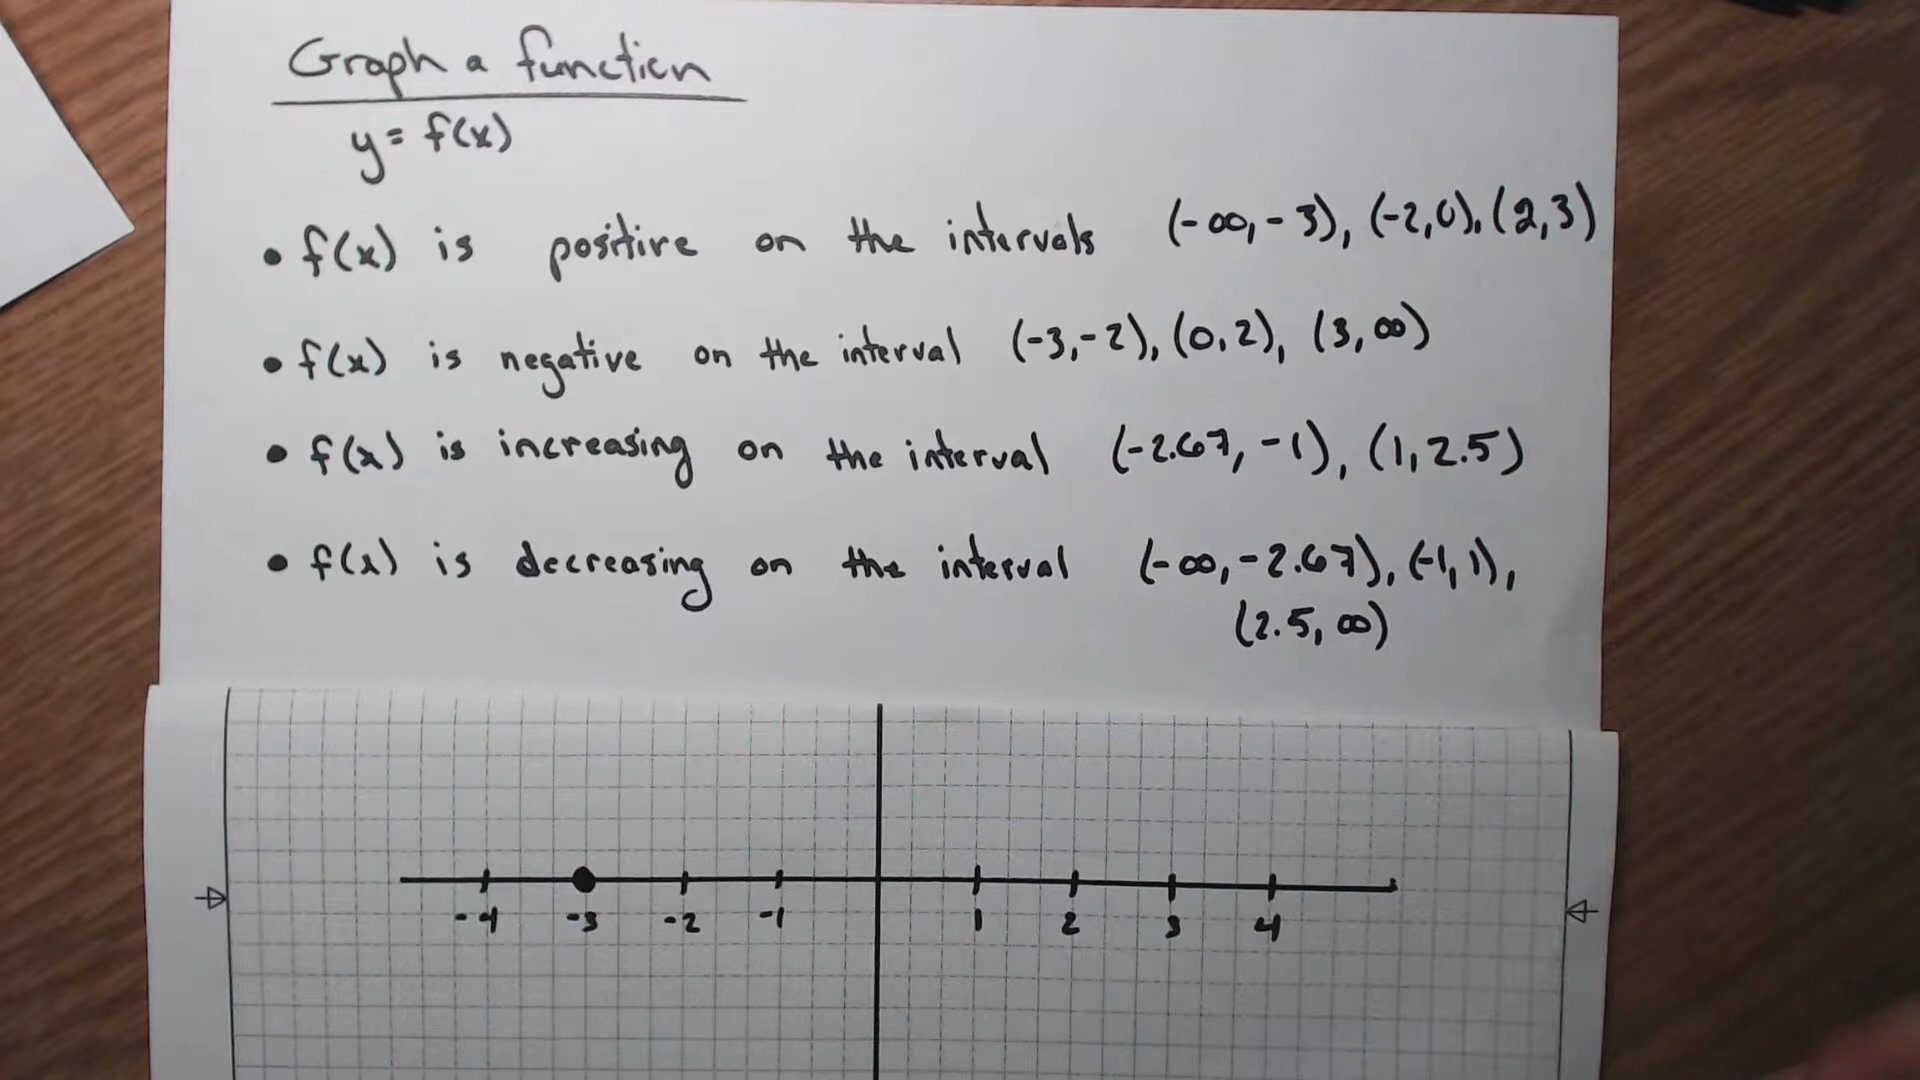 Graph a function
y = f(x)
• f(x) is positive on the intervals (-∞, -3), (-2,0), (2,3)
• f(x) is negative on the interval (-3,-2), (0,2), (3,∞)
• f(x) is increasing on the interval (-2.67, -1), (1,2.5)
• f(x) is decreasing on the interval (-∞,-2.67), (-1,1),
(2.5, ∞)
-4 -3 -2 -1 1 2 3 4